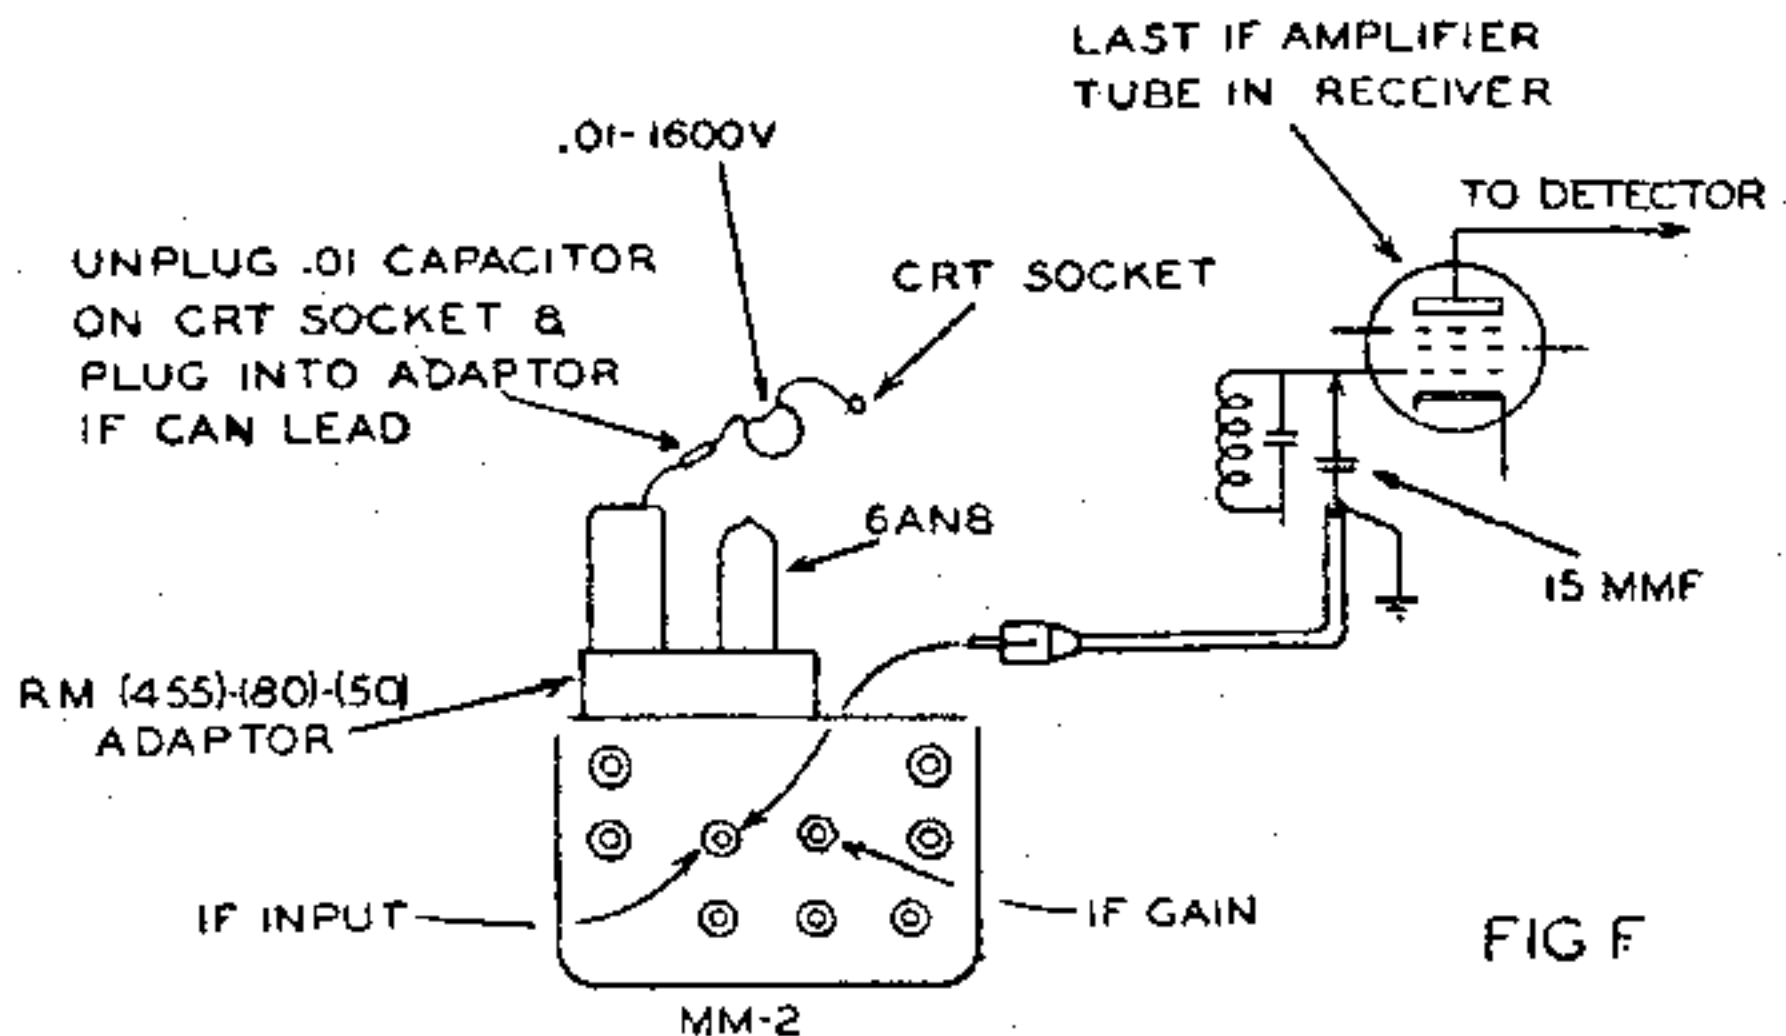 LAST IF AMPLIFIER
TUBE IN RECEIVER
.01-1600V
TO DETECTOR
UNPLUG .01 CAPACITOR
ON CRT SOCKET &
PLUG INTO ADAPTOR
IF CAN LEAD
CRT SOCKET
6AN8
15 MMF
RM (455)-(80)-(50)
ADAPTOR
IF INPUT
IF GAIN
FIG F
MM-2